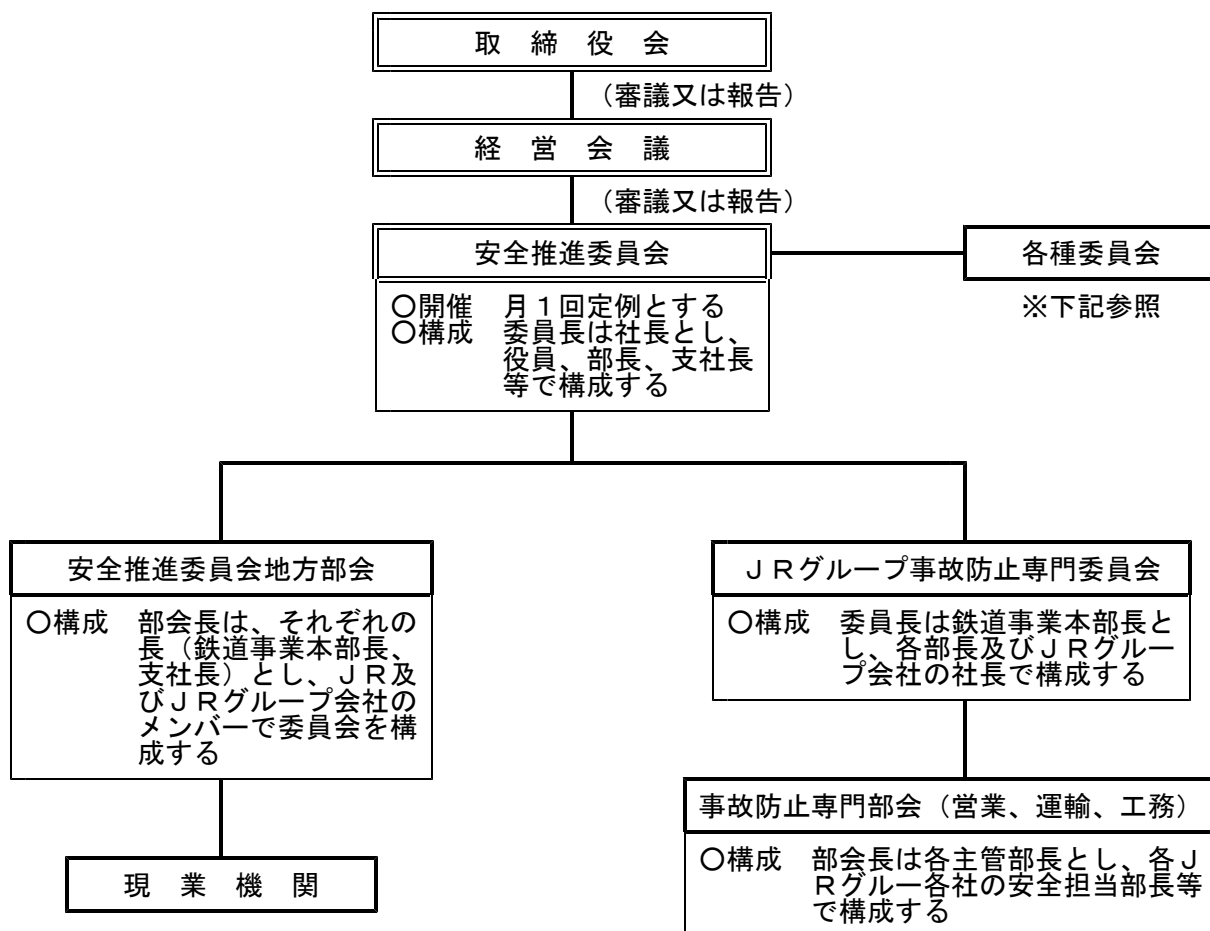 取　締　役　会
（審議又は報告）
経　営　会　議
（審議又は報告）
安全推進委員会
各種委員会
※下記参照
〇開催　月１回定例とする
〇構成　委員長は社長とし、
役員、部長、支社長
等で構成する
安全推進委員会地方部会
〇構成　部会長は、それぞれの
長（鉄道事業本部長、
支社長）とし、ＪＲ及
びＪＲグループ会社の
メンバーで委員会を構
成する
現　業　機　関
ＪＲグループ事故防止専門委員会
〇構成　委員長は鉄道事業本部長と
し、各部長及びＪＲグルー
プ会社の社長で構成する
事故防止専門部会（営業、運輸、工務）
〇構成　部会長は各主管部長とし、各Ｊ
Ｒグルー各社の安全担当部長等
で構成する